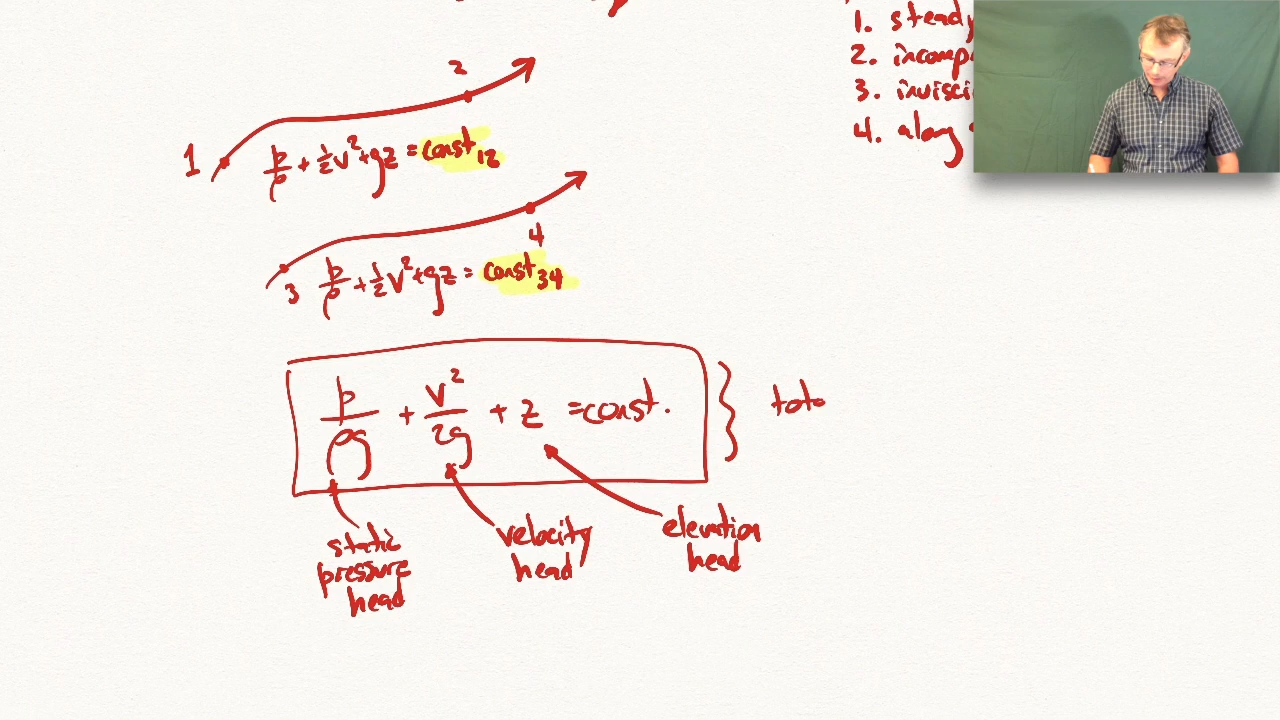 1. steady
2. incomp
3. invisci
4. along
2
1
p/ρ + ½v² + gz = const₁₂
4
3
p/ρ + ½v² + gz = const₃₄
p/ρg + v²/2g + z = const.
tota
static pressure head
velocity head
elevation head